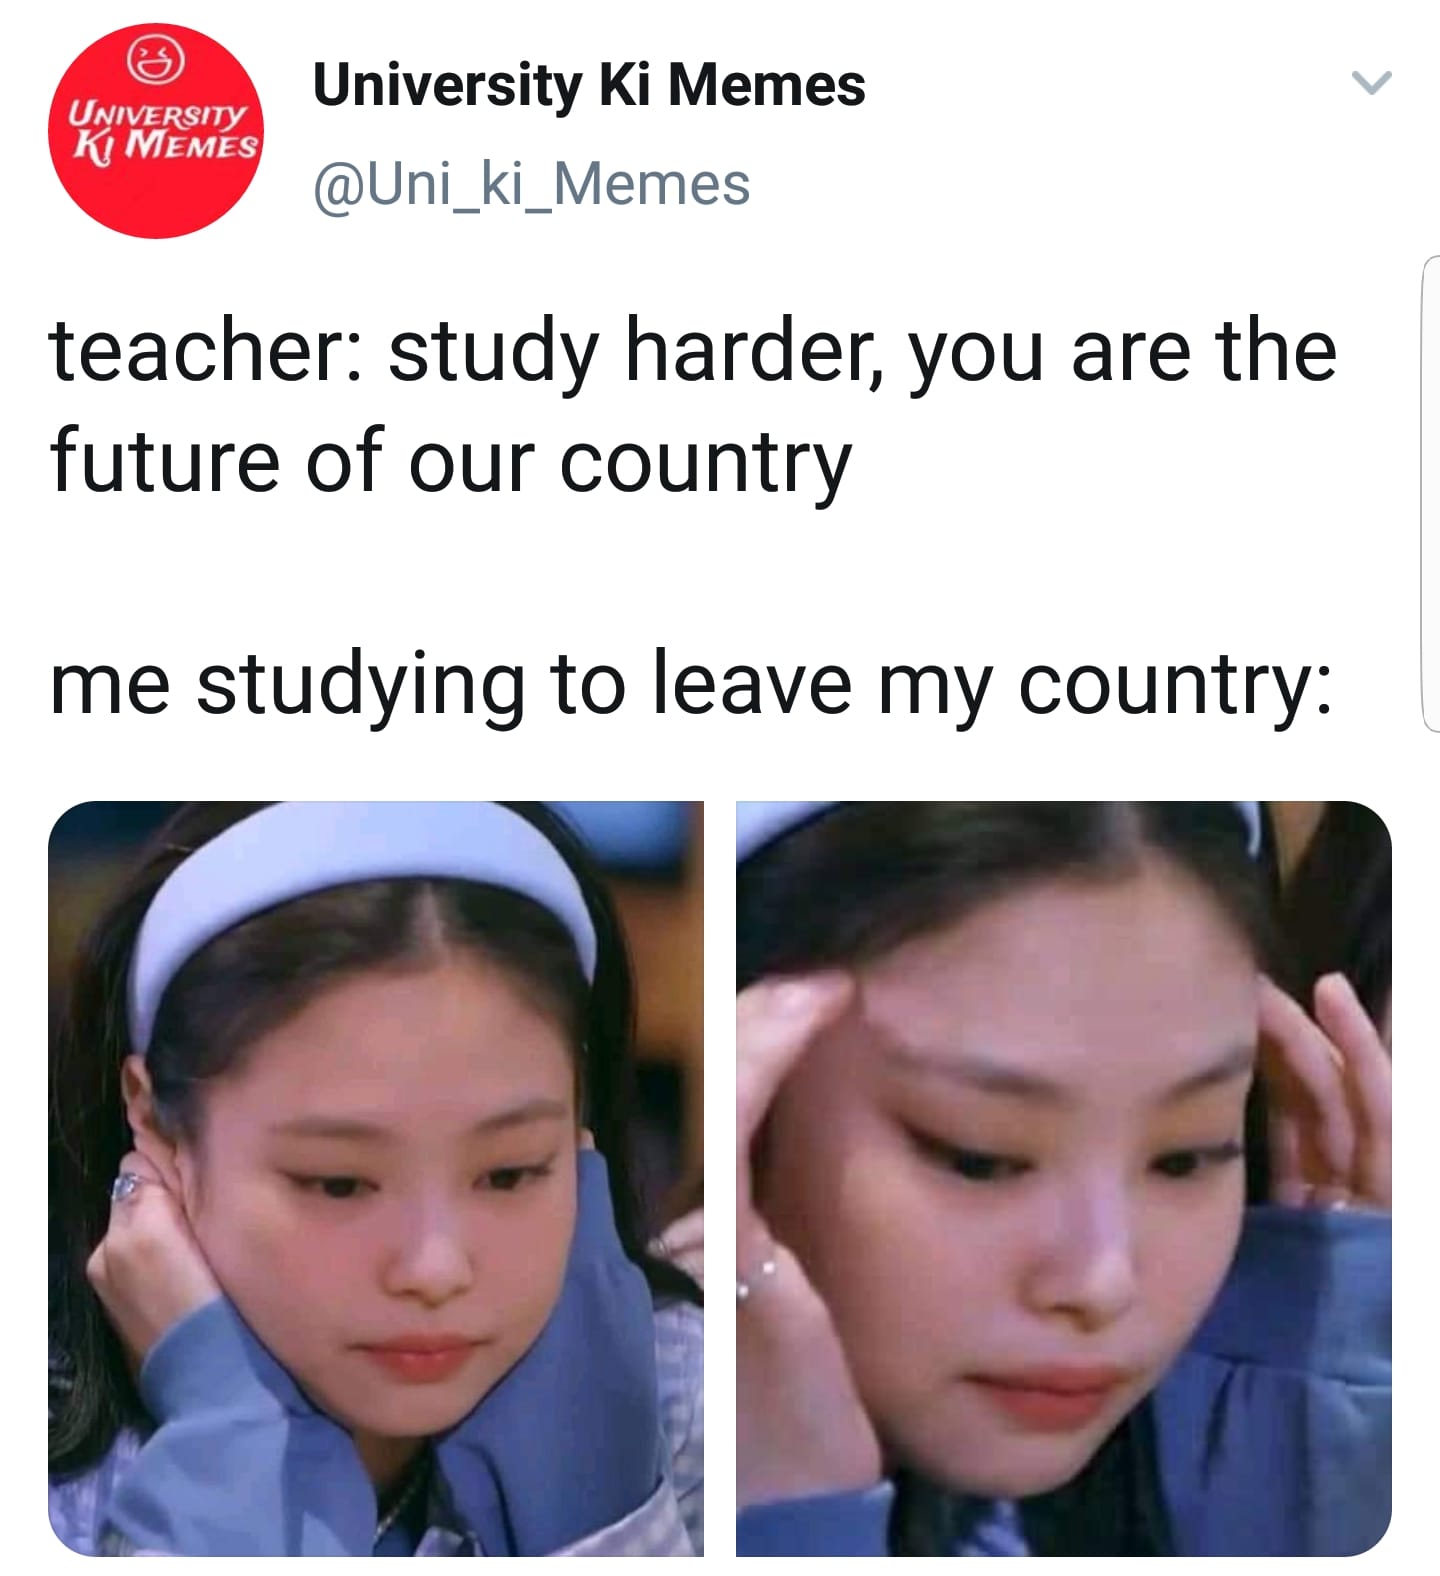 UNIVERSITY
KI MEMES
University Ki Memes
@Uni_ki_Memes
teacher: study harder, you are the
future of our country
me studying to leave my country: